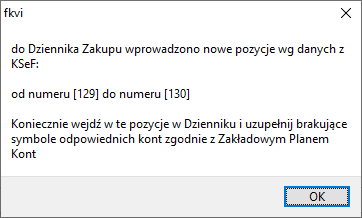 fkvi
do Dziennika Zakupu wprowadzono nowe pozycje wg danych z
KSeF:
od numeru [129] do numeru [130]
Koniecznie wejdź w te pozycje w Dzienniku i uzupełnij brakujące
symbole odpowiednich kont zgodnie z Zakładowym Planem
Kont
OK